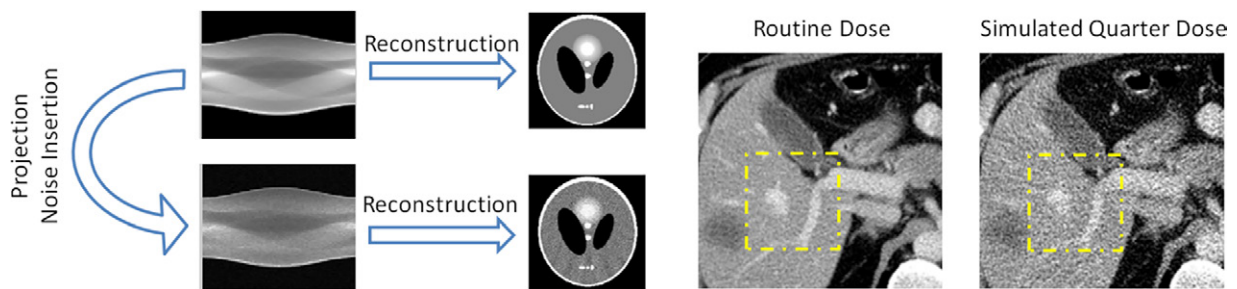 Reconstruction
Projection
Noise Insertion
Reconstruction
Routine Dose
Simulated Quarter Dose